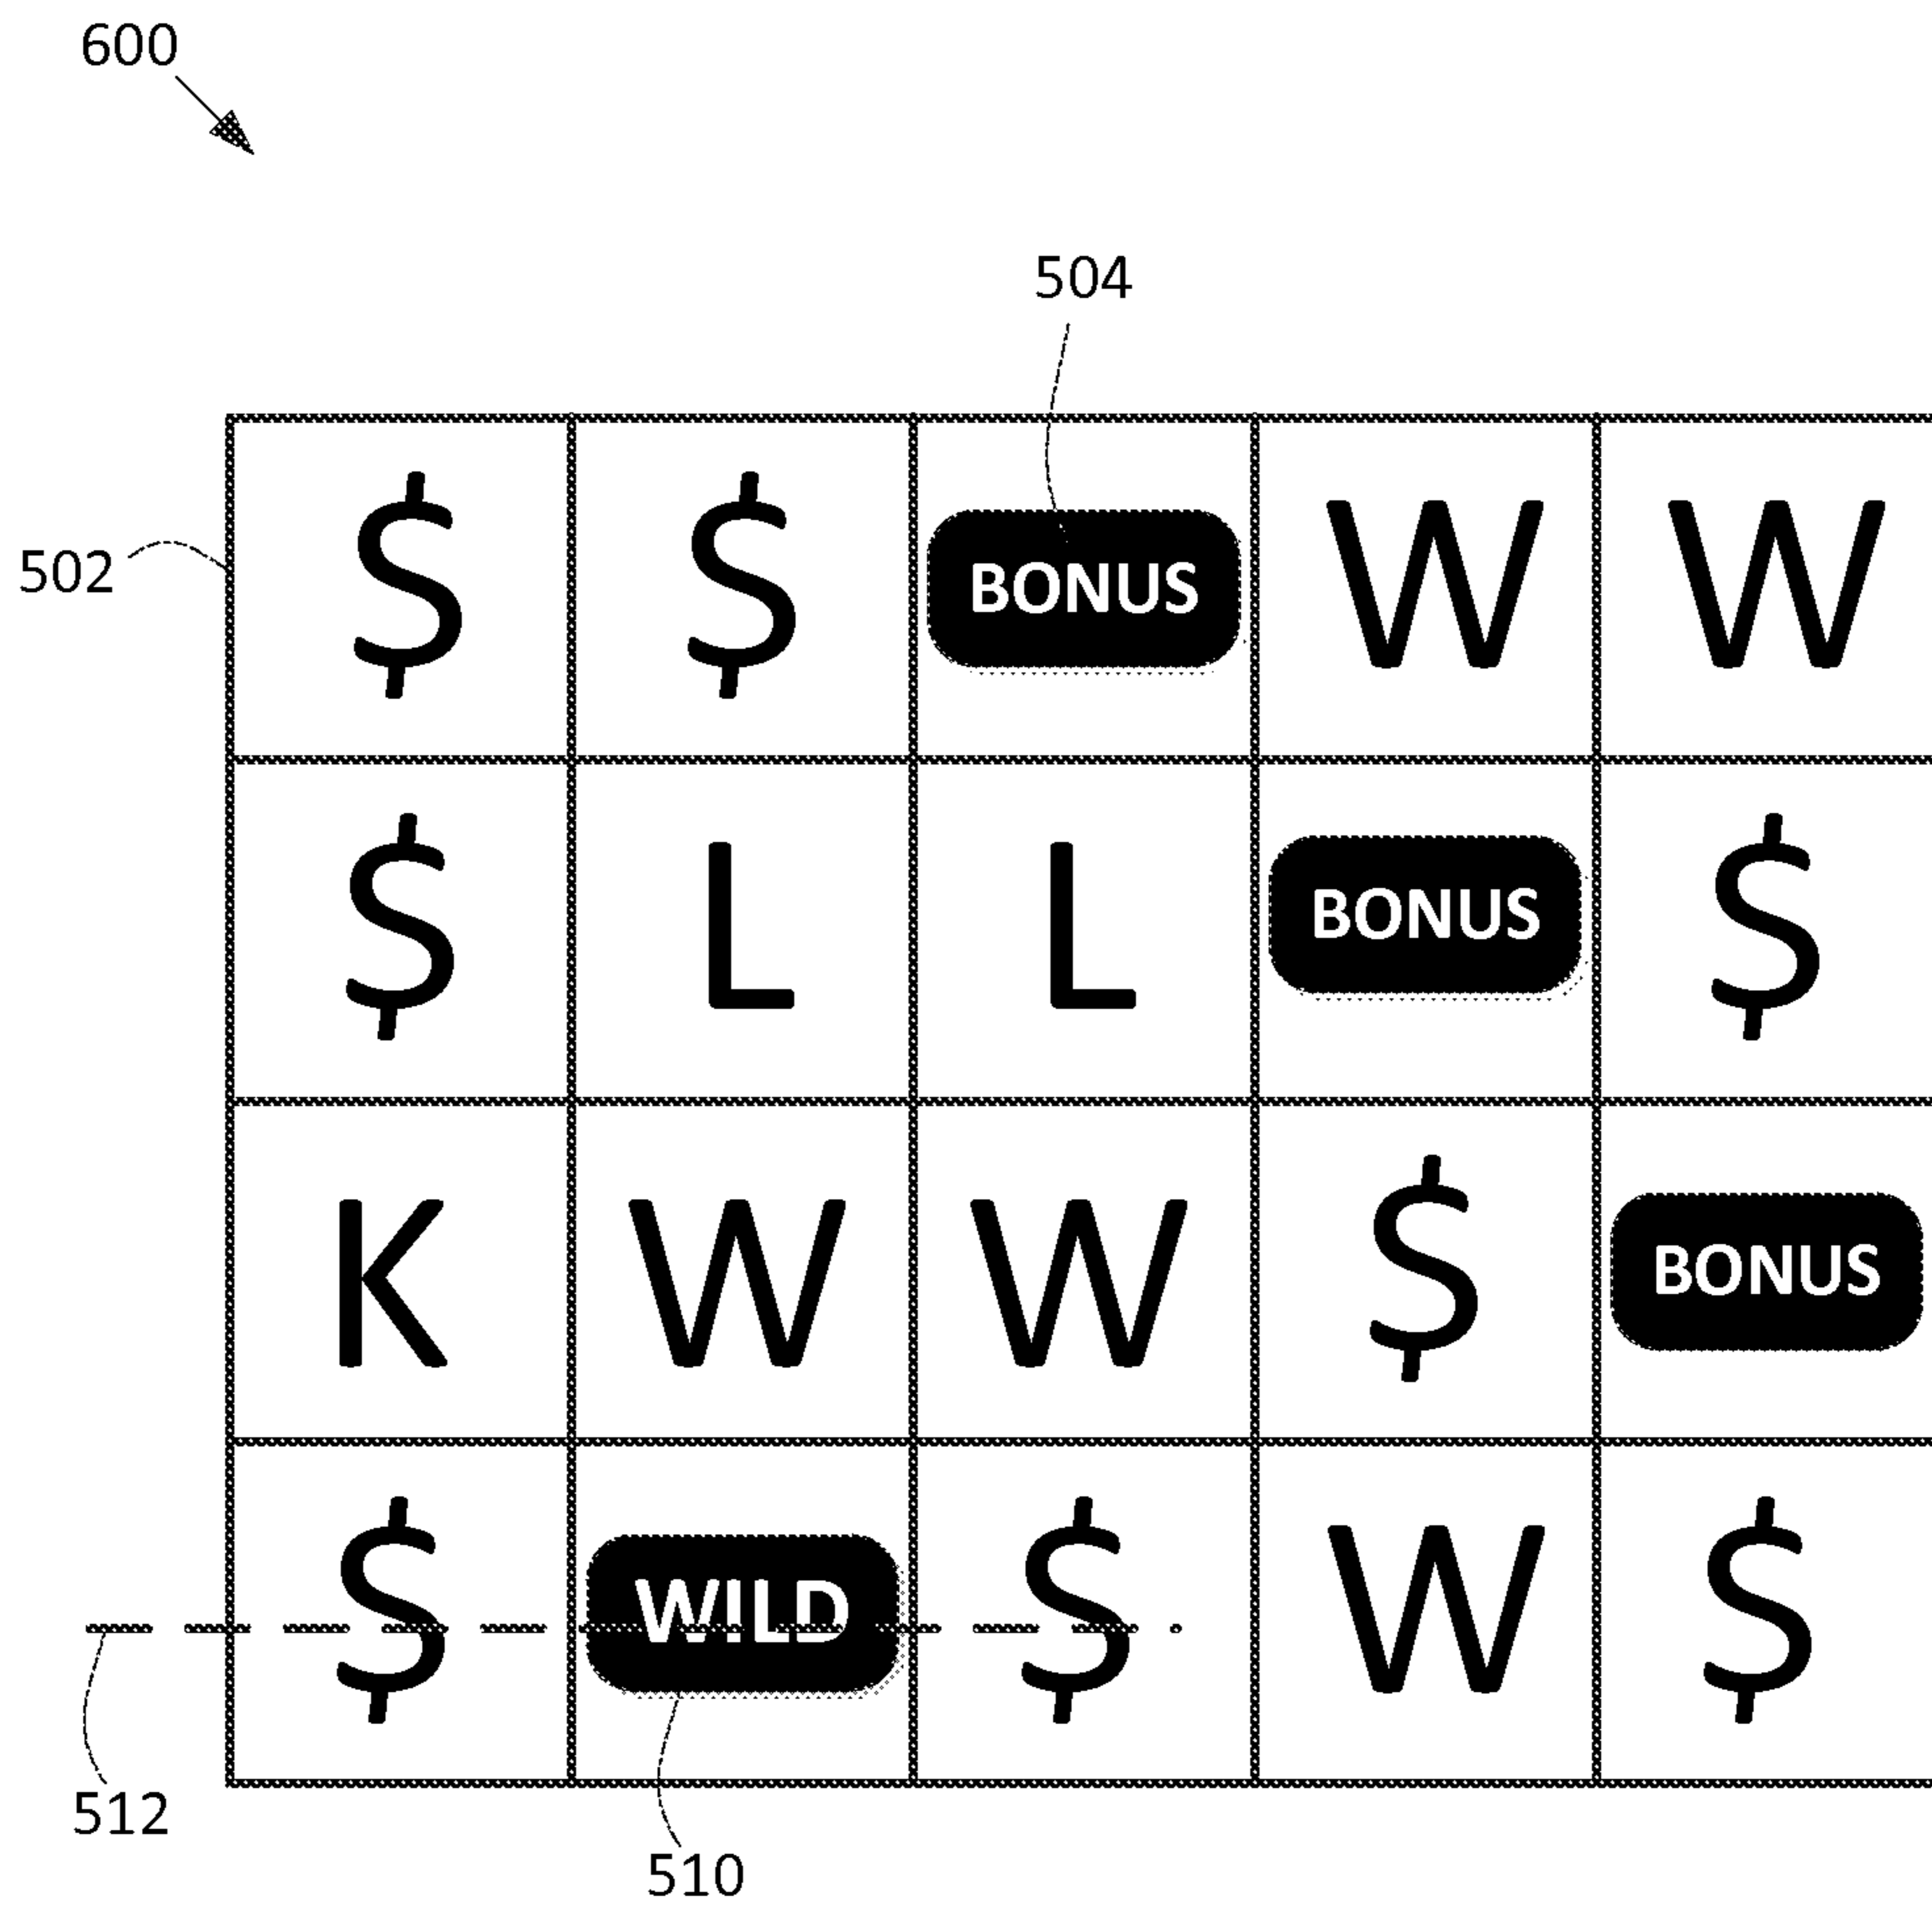 600
504
502
$ $ BONUS W W
$ L L BONUS $
K W W $ BONUS
$ WILD $ W $
512
510